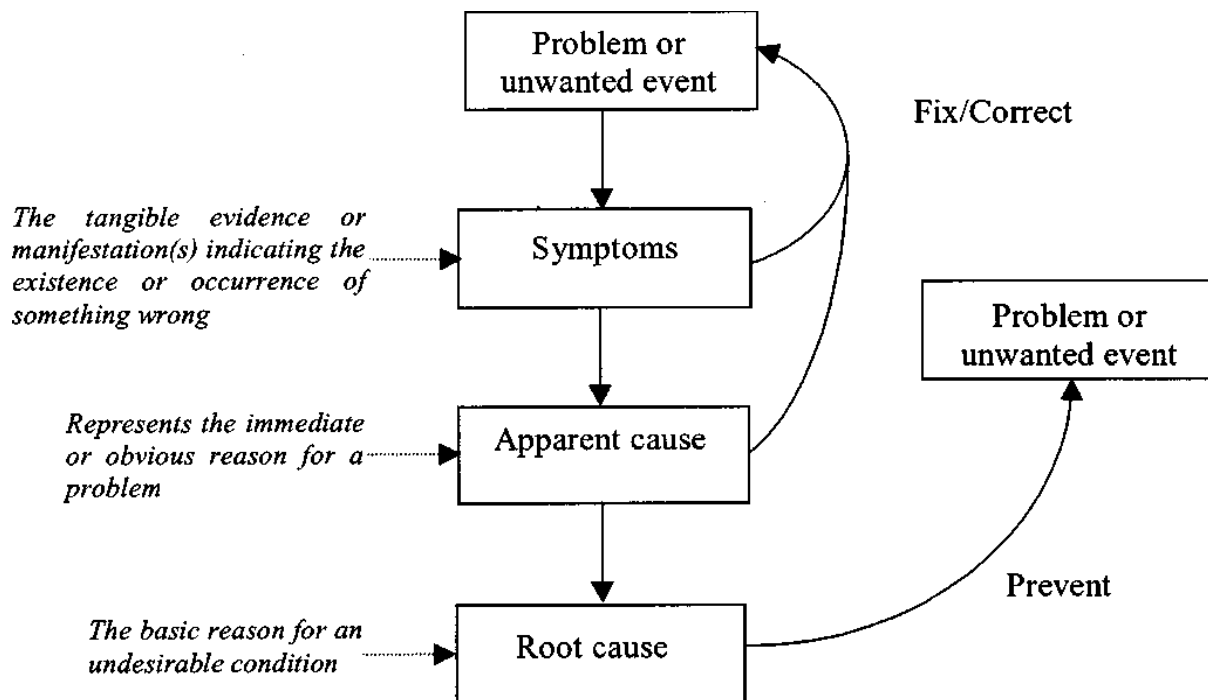 Problem or
unwanted event
Fix/Correct
The tangible evidence or
manifestation(s) indicating the
existence or occurrence of
something wrong
Symptoms
Problem or
unwanted event
Represents the immediate
or obvious reason for a
problem
Apparent cause
Prevent
The basic reason for an
undesirable condition
Root cause